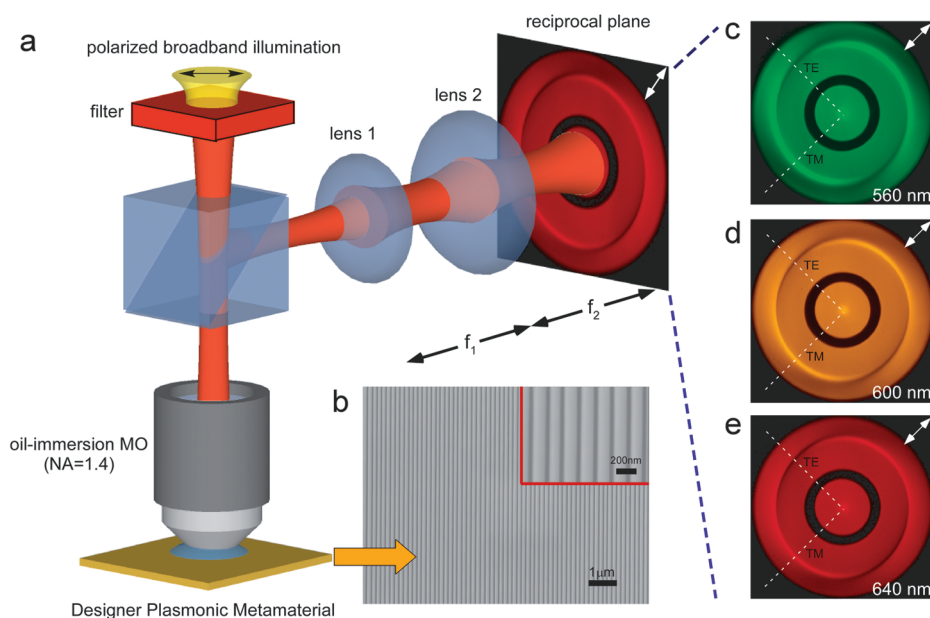 a
polarized broadband illumination
filter
lens 1
lens 2
reciprocal plane
f1
f2
oil-immersion MO
(NA=1.4)
Designer Plasmonic Metamaterial
b
200nm
1μm
c
TE
TM
560 nm
d
TE
TM
600 nm
e
TE
TM
640 nm